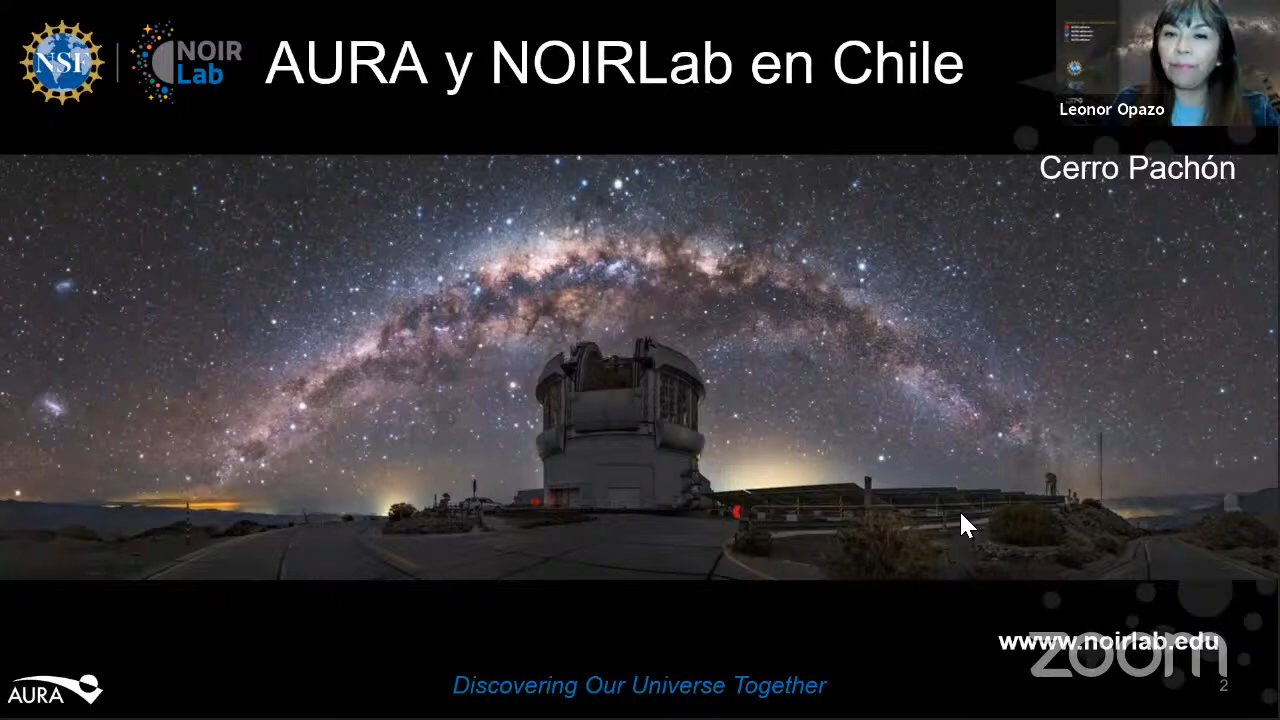 NSF
NOIR
Lab
AURA y NOIRLab en Chile
Leonor Opazo
Cerro Pachón
wwww.noirlab.edu
zoom
AURA
Discovering Our Universe Together
2